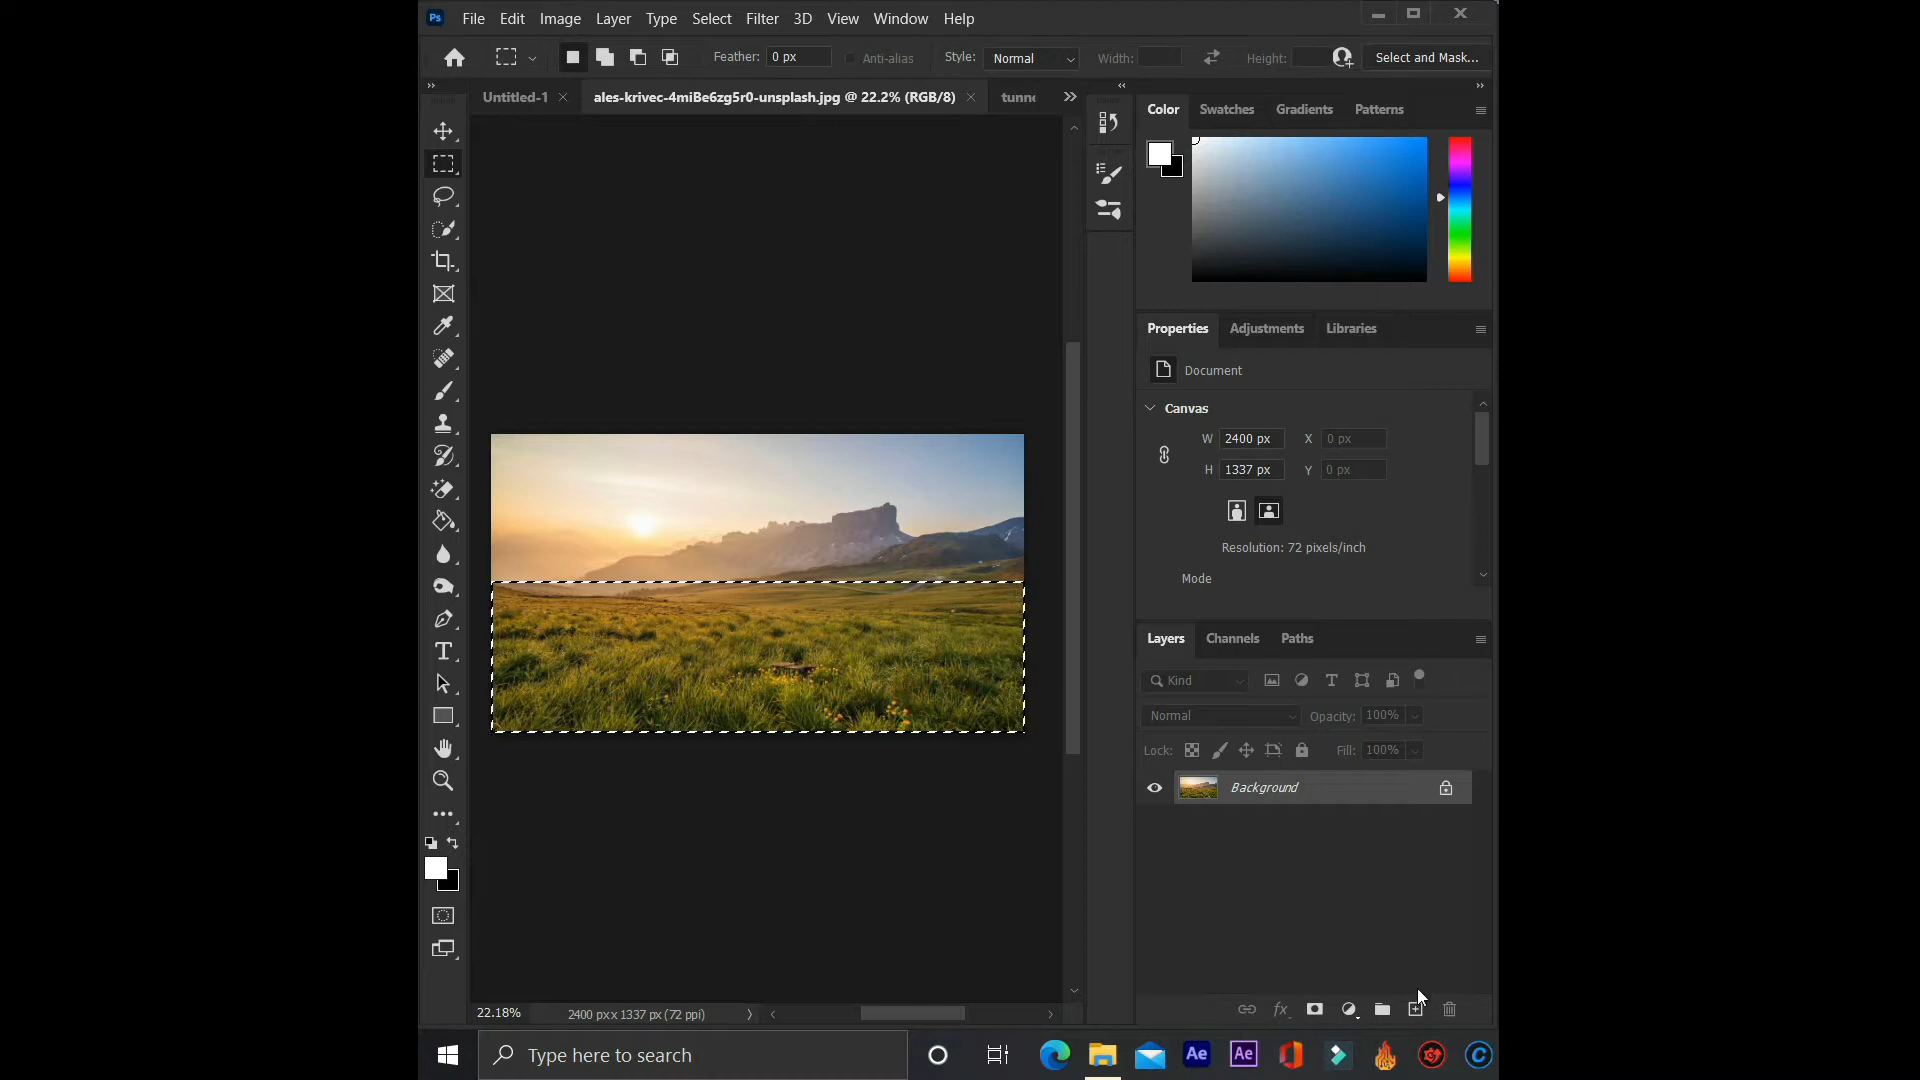 Ps File Edit Image Layer Type Select Filter 3D View Window Help
Feather: 0 px Anti-alias Style: Normal Width: Height: Select and Mask...
Untitled-1 ales-krivec-4miBe6zg5r0-unsplash.jpg @ 22.2% (RGB/8) tunne
Color Swatches Gradients Patterns
Properties Adjustments Libraries
Document
Canvas
W 2400 px X 0 px
H 1337 px Y 0 px
Resolution: 72 pixels/inch
Mode
Layers Channels Paths
Kind
Normal Opacity: 100%
Lock: Fill: 100%
Background
fx
22.18% 2400 px x 1337 px (72 ppi)
Type here to search
Ae Ae